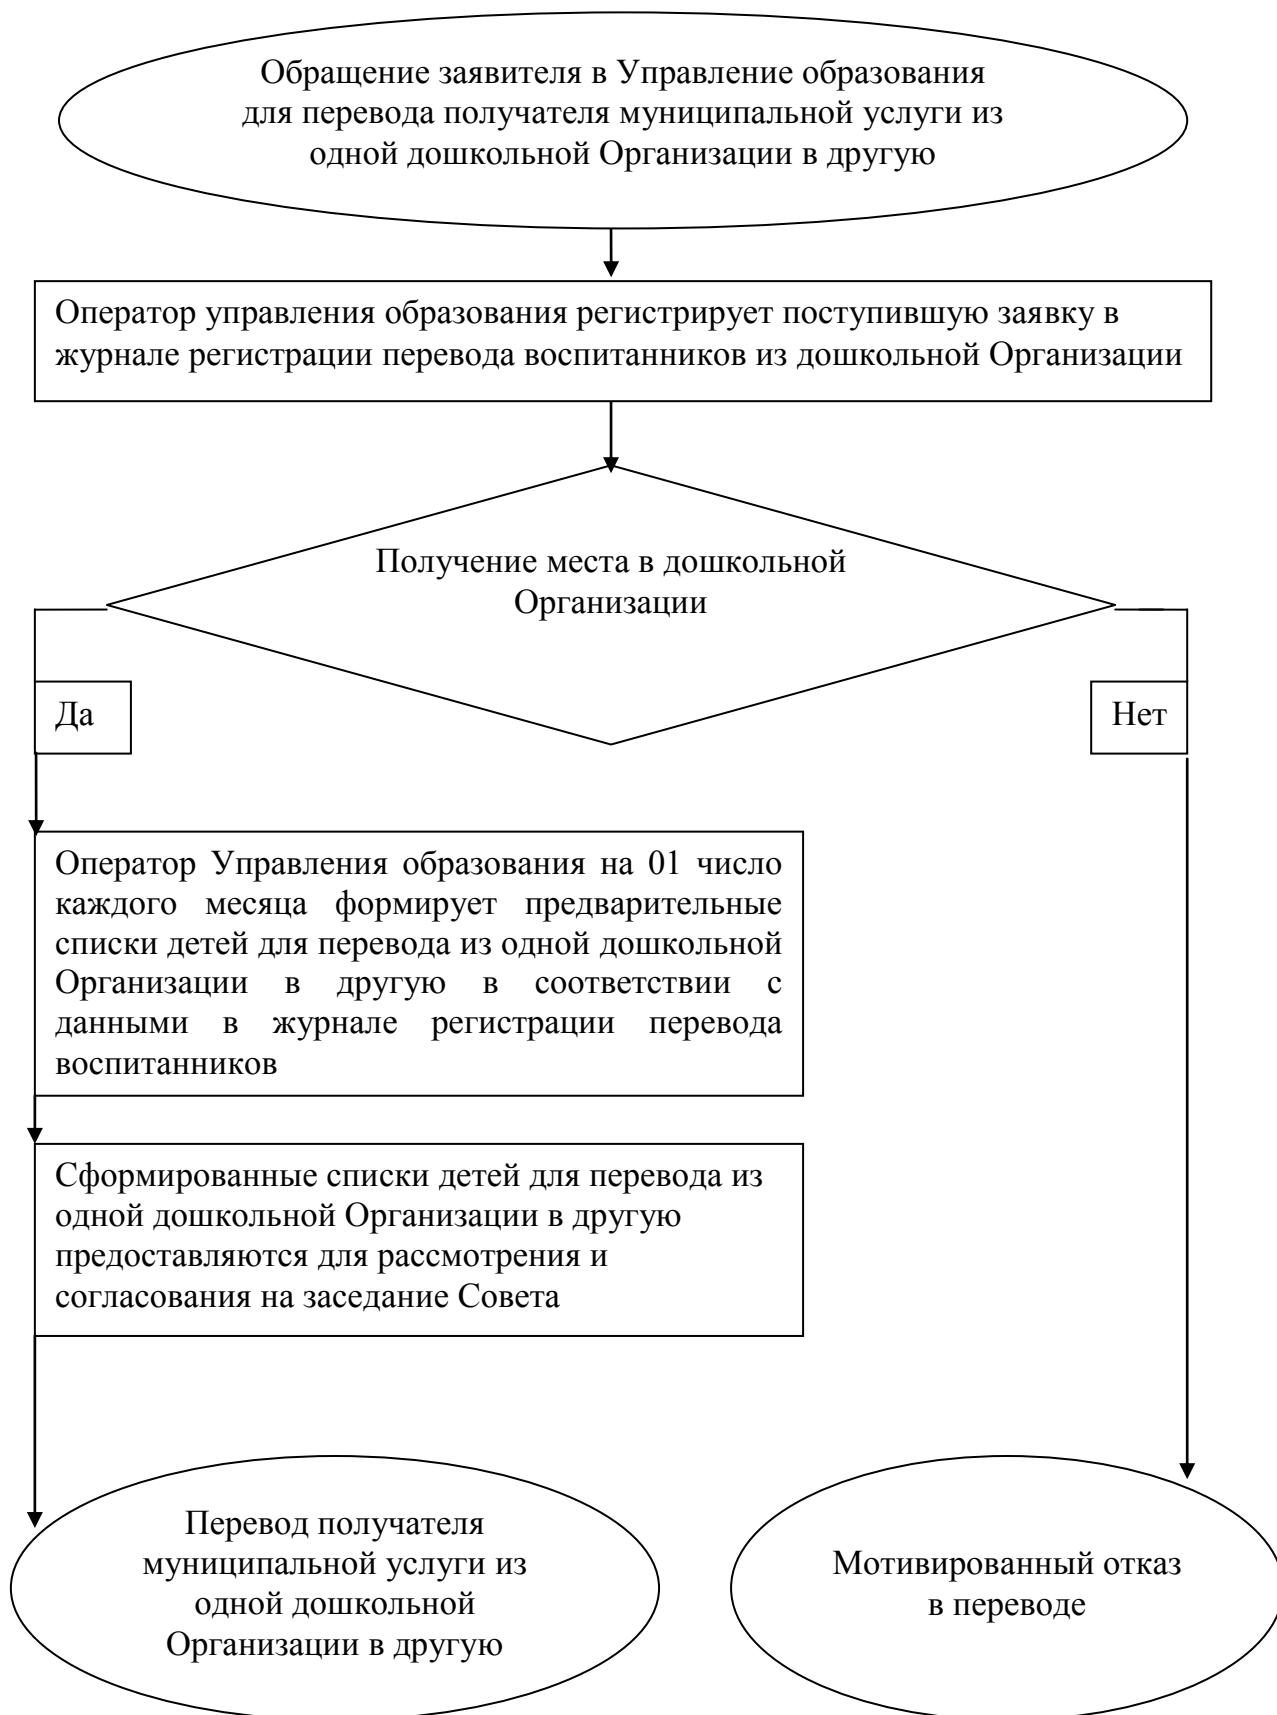 Обращение заявителя в Управление образования
для перевода получателя муниципальной услуги из
одной дошкольной Организации в другую
Оператор управления образования регистрирует поступившую заявку в
журнале регистрации перевода воспитанников из дошкольной Организации
Получение места в дошкольной
Организации
Да
Нет
Оператор Управления образования на 01 число
каждого месяца формирует предварительные
списки детей для перевода из одной дошкольной
Организации в другую в соответствии с
данными в журнале регистрации перевода
воспитанников
Сформированные списки детей для перевода из
одной дошкольной Организации в другую
предоставляются для рассмотрения и
согласования на заседание Совета
Перевод получателя
муниципальной услуги из
одной дошкольной
Организации в другую
Мотивированный отказ
в переводе